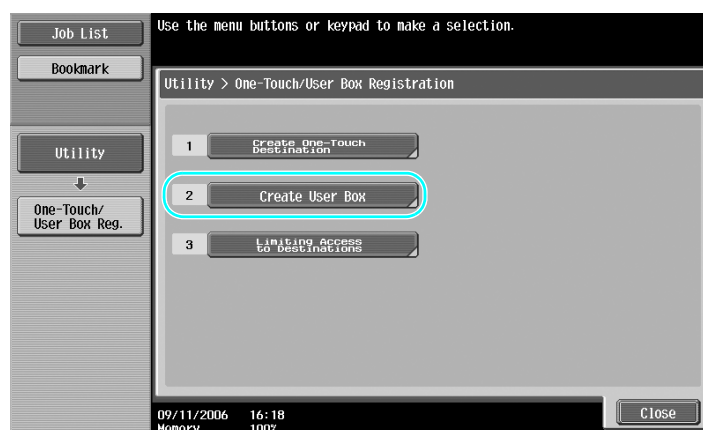 Job List
Bookmark
Use the menu buttons or keypad to make a selection.
Utility > One-Touch/User Box Registration
Utility
One-Touch/
User Box Reg.
1 Create One-Touch
Destination
2 Create User Box
3 Limiting Access
to Destinations
09/11/2006 16:18
Memory 100%
Close